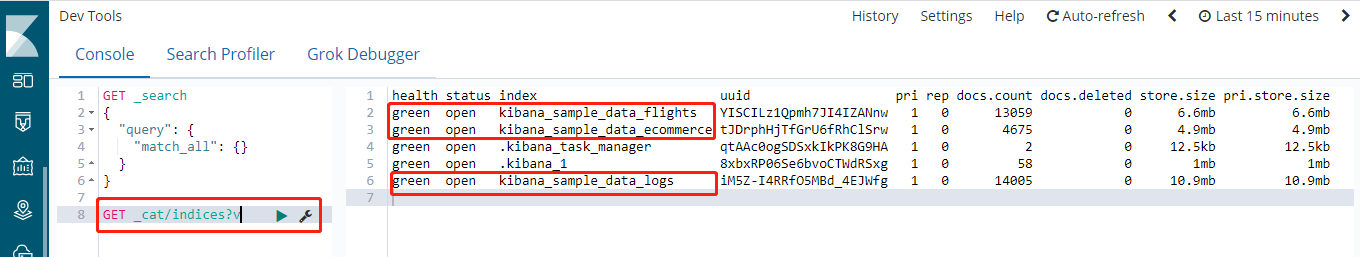 Dev Tools
History Settings Help Auto-refresh Last 15 minutes
Console Search Profiler Grok Debugger
1 GET _search
2 {
3 "query": {
4 "match_all": {}
5 }
6 }
7
8 GET _cat/indices?v
1 health status index uuid pri rep docs.count docs.deleted store.size pri.store.size
2 green open kibana_sample_data_flights YISCILz1Qpmh7JI4IZANnw 1 0 13059 0 6.6mb 6.6mb
3 green open kibana_sample_data_ecommerce tJDrphHjTfGrU6fRhClSrw 1 0 4675 0 4.9mb 4.9mb
4 green open .kibana_task_manager qtAAc0ogSDSxkIkPK8G9HA 1 0 2 0 12.5kb 12.5kb
5 green open .kibana_1 8xbxRP06Se6bvoCTWdRSxg 1 0 58 0 1mb 1mb
6 green open kibana_sample_data_logs iM5Z-I4RRfO5MBd_4EJWfg 1 0 14005 0 10.9mb 10.9mb
7